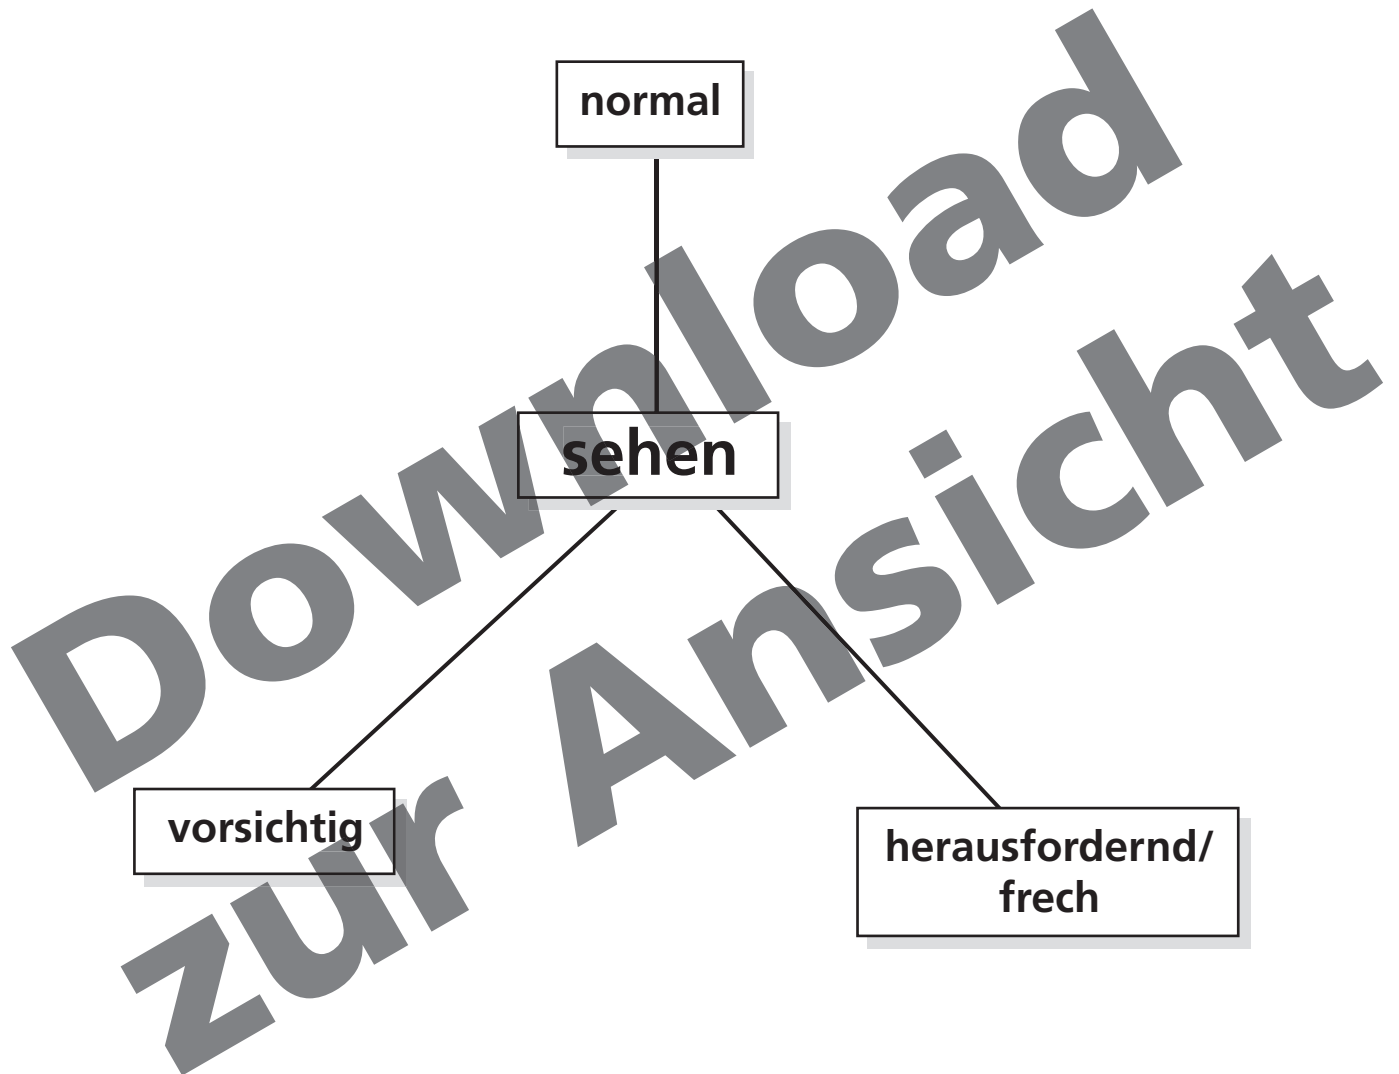 normal
sehen
vorsichtig
herausfordernd/
frech
Download
zur Ansicht